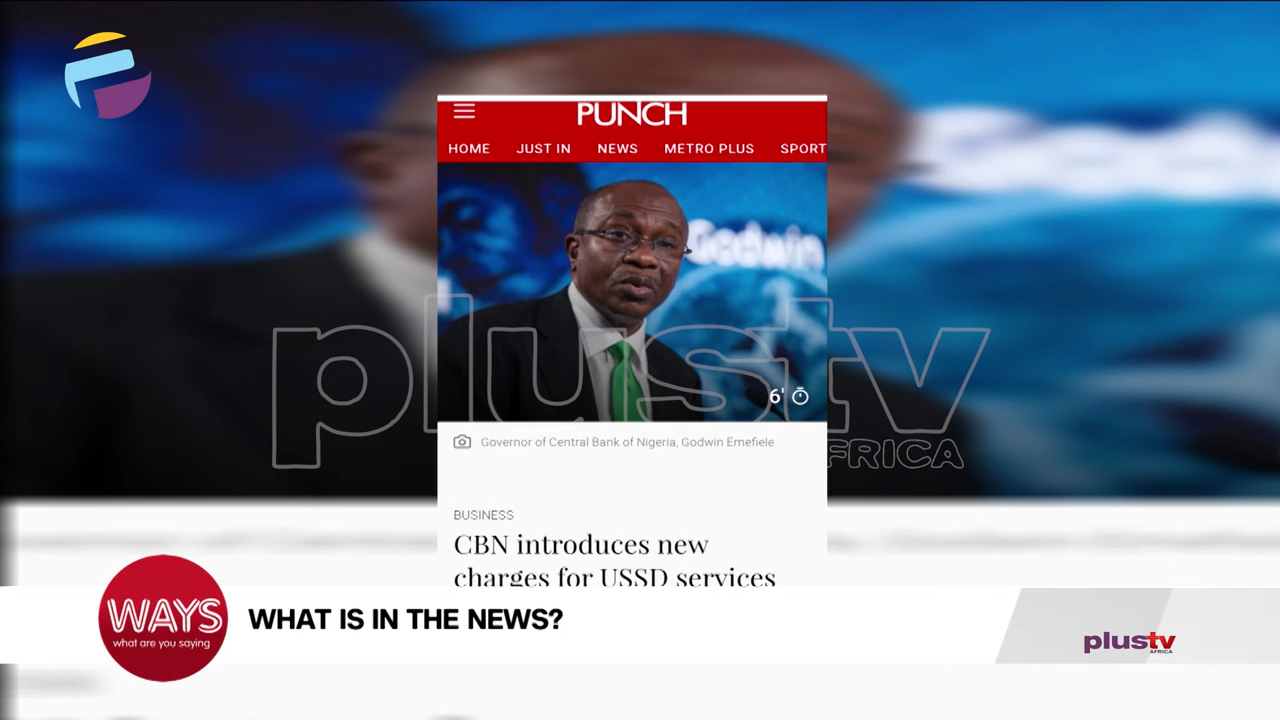 PUNCH
HOME JUST IN NEWS METRO PLUS SPORT
Godwin
6'
plustv
AFRICA
Governor of Central Bank of Nigeria, Godwin Emefiele
BUSINESS
CBN introduces new
charges for USSD services
WAYS
what are you saying
WHAT IS IN THE NEWS?
plustv
AFRICA